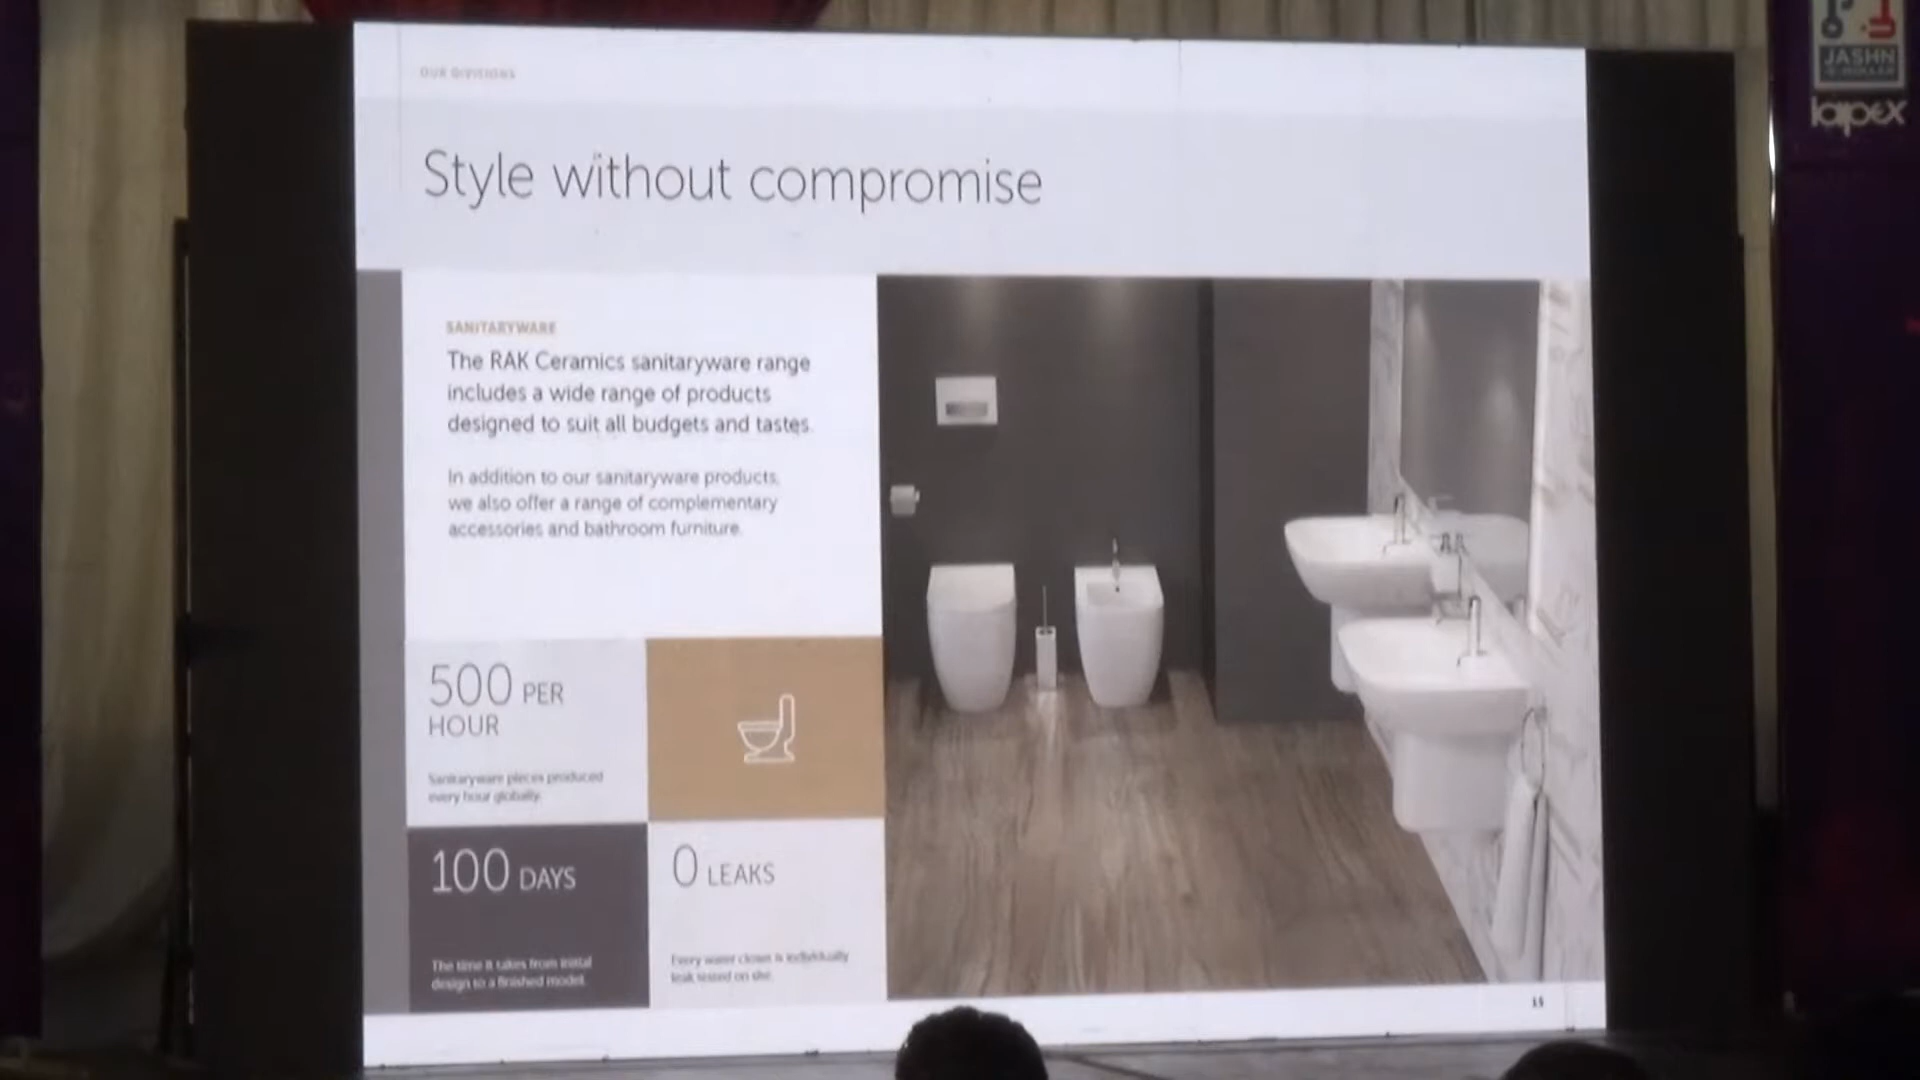 OUR DIVISIONS
Style without compromise
SANITARYWARE
The RAK Ceramics sanitaryware range
includes a wide range of products
designed to suit all budgets and tastes.
In addition to our sanitaryware products,
we also offer a range of complementary
accessories and bathroom furniture.
500 PER
HOUR
Sanitaryware pieces produced
every hour globally.
100 DAYS
The time it takes from initial
design to a finished model.
0 LEAKS
Every water closet is individually
leak tested on site.
15
JASHN
lapex